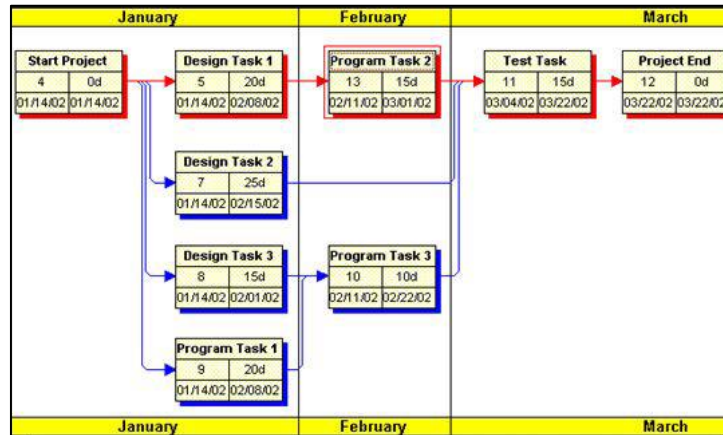 January February March
Start Project
4 0d
01/14/02 01/14/02
Design Task 1
5 20d
01/14/02 02/08/02
Program Task 2
13 15d
02/11/02 03/01/02
Test Task
11 15d
03/04/02 03/22/02
Project End
12 0d
03/22/02 03/22/02
Design Task 2
7 25d
01/14/02 02/15/02
Design Task 3
8 15d
01/14/02 02/01/02
Program Task 3
10 10d
02/11/02 02/22/02
Program Task 1
9 20d
01/14/02 02/08/02
January February March